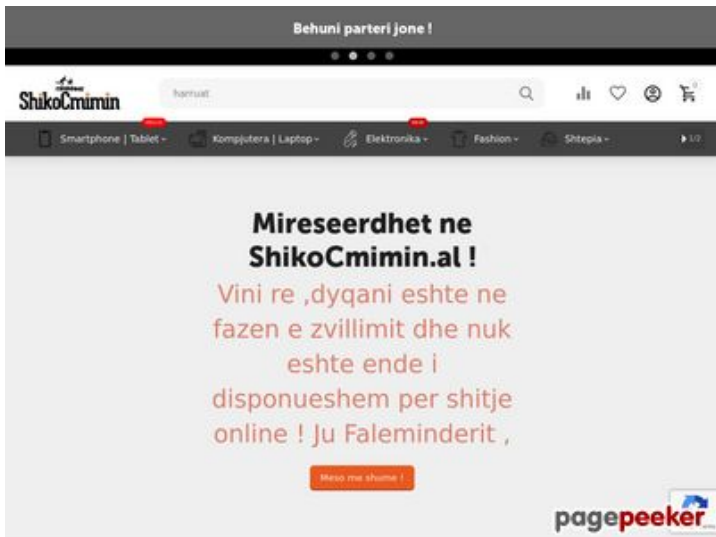 Behuni parteri jone !
ShikoCmimin
harruat
0
Smartphone | Tablet
Kompjutera | Laptop
Elektronika
Fashion
Shtepia
1/2
Mireseerdhet ne
ShikoCmimin.al !
Vini re ,dyqani eshte ne
fazen e zvillimit dhe nuk
eshte ende i
disponueshem per shitje
online ! Ju Faleminderit ,
Meso me shume !
pagepeeker